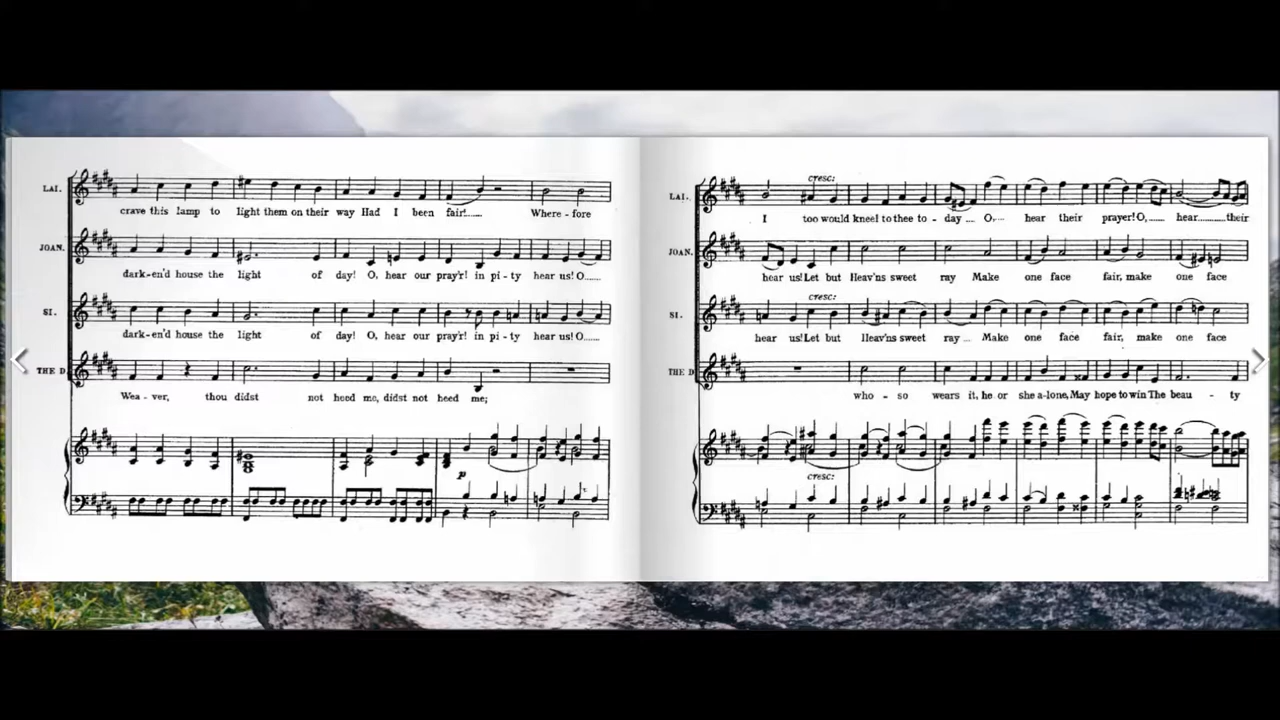 LAI.
crave this lamp to light them on their way Had I been fair!...... Where - fore
JOAN.
dark-en'd house the light of day! O, hear our pray'r! in pi - ty hear us! O......
SI.
dark-en'd house the light of day! O, hear our pray'r! in pi - ty hear us! O......
THE D.
Wea - ver, thou didst not heed me, didst not heed me;
p
cresc:
LAI.
I too would kneel to thee to - day .... O,.... hear their prayer! O,...... hear.......... their
JOAN.
hear us! Let but Heav'ns sweet ray Make one face fair, make one face
cresc:
SI.
hear us! Let but Heav'ns sweet ray ... Make one face fair, make one face
THE D
who - so wears it, he or she a-lone, May hope to win The beau - ty
cresc: